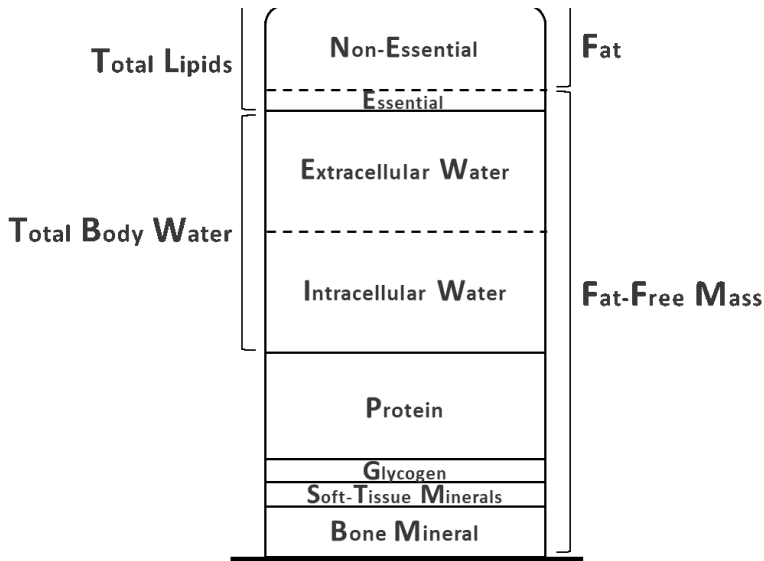 Non-Essential
Fat
Total Lipids
Essential
Extracellular Water
Total Body Water
Intracellular Water
Fat-Free Mass
Protein
Glycogen
Soft-Tissue Minerals
Bone Mineral